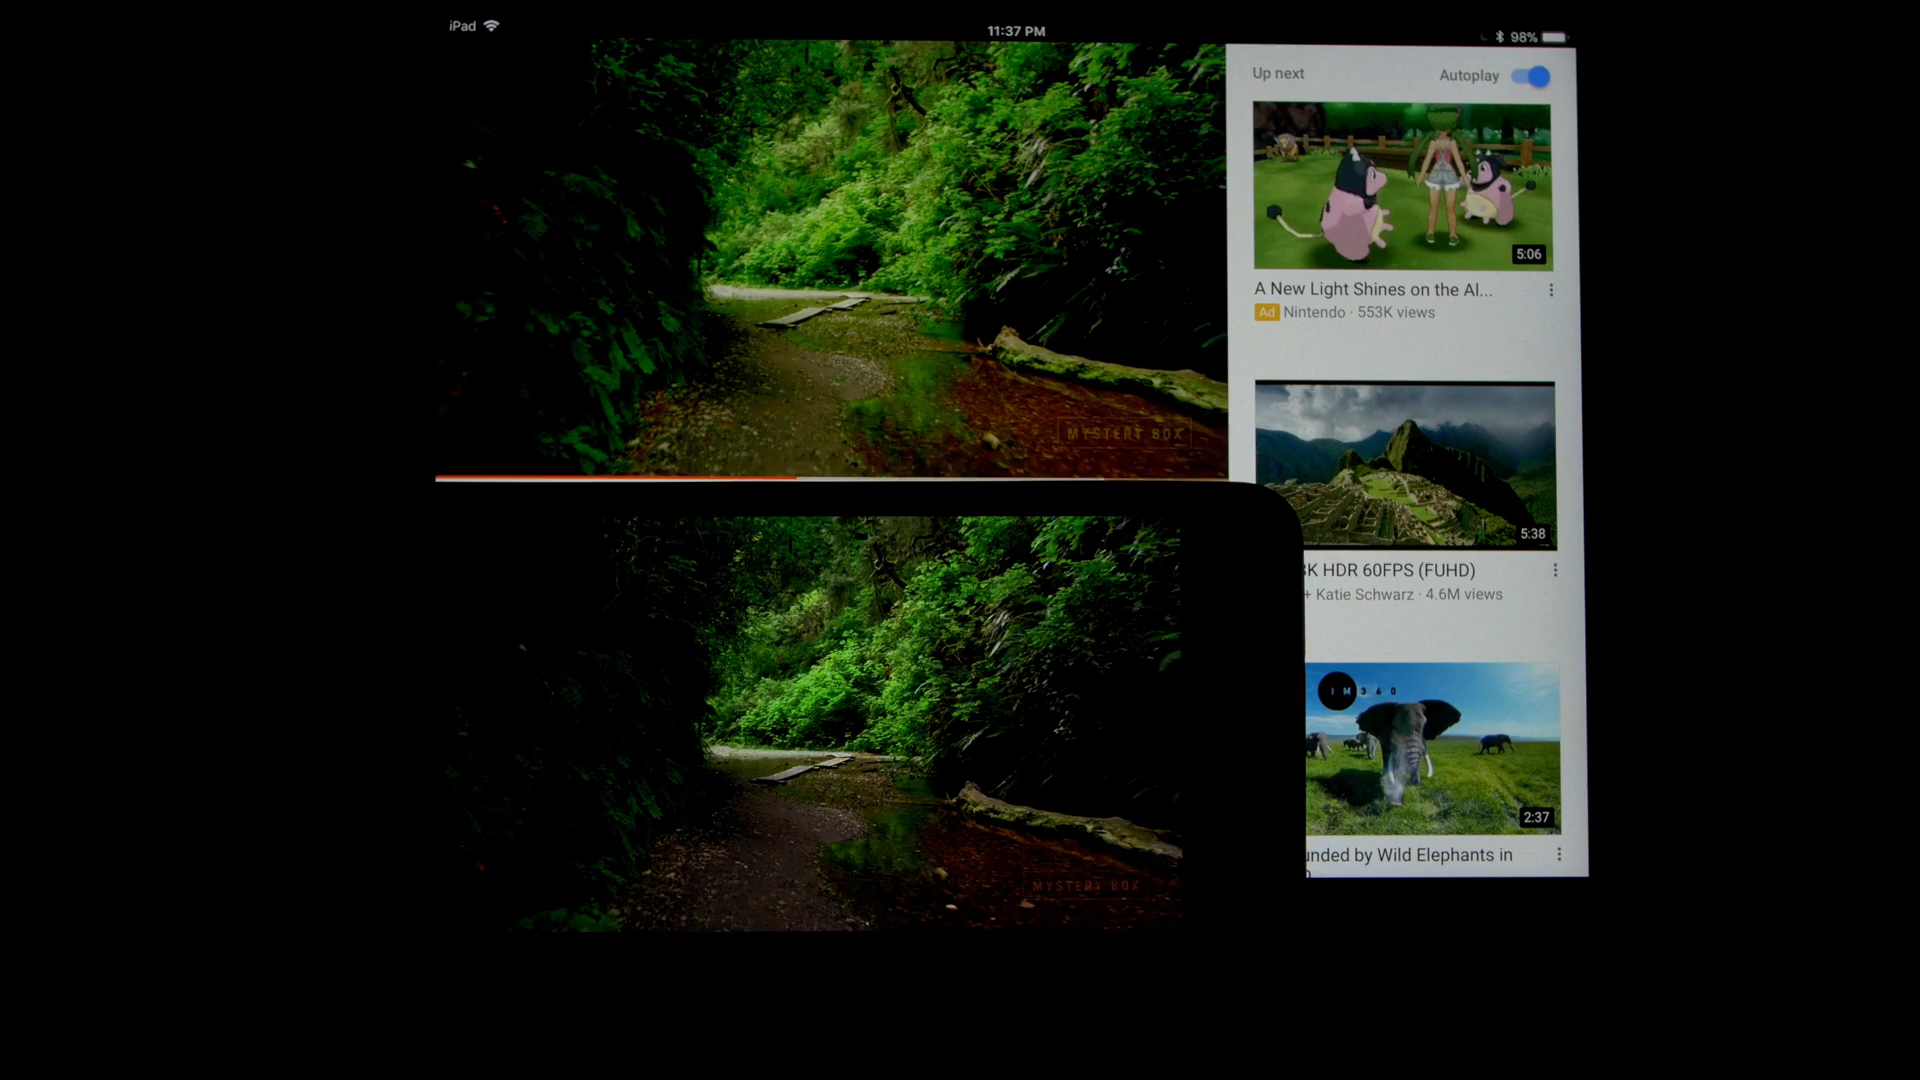 iPad
11:37 PM
98%
Up next
Autoplay
5:06
A New Light Shines on the Al...
Ad Nintendo · 553K views
MYSTERY BOX
5:38
K HDR 60FPS (FUHD)
+ Katie Schwarz · 4.6M views
IM360
2:37
unded by Wild Elephants in
MYSTERY BOX